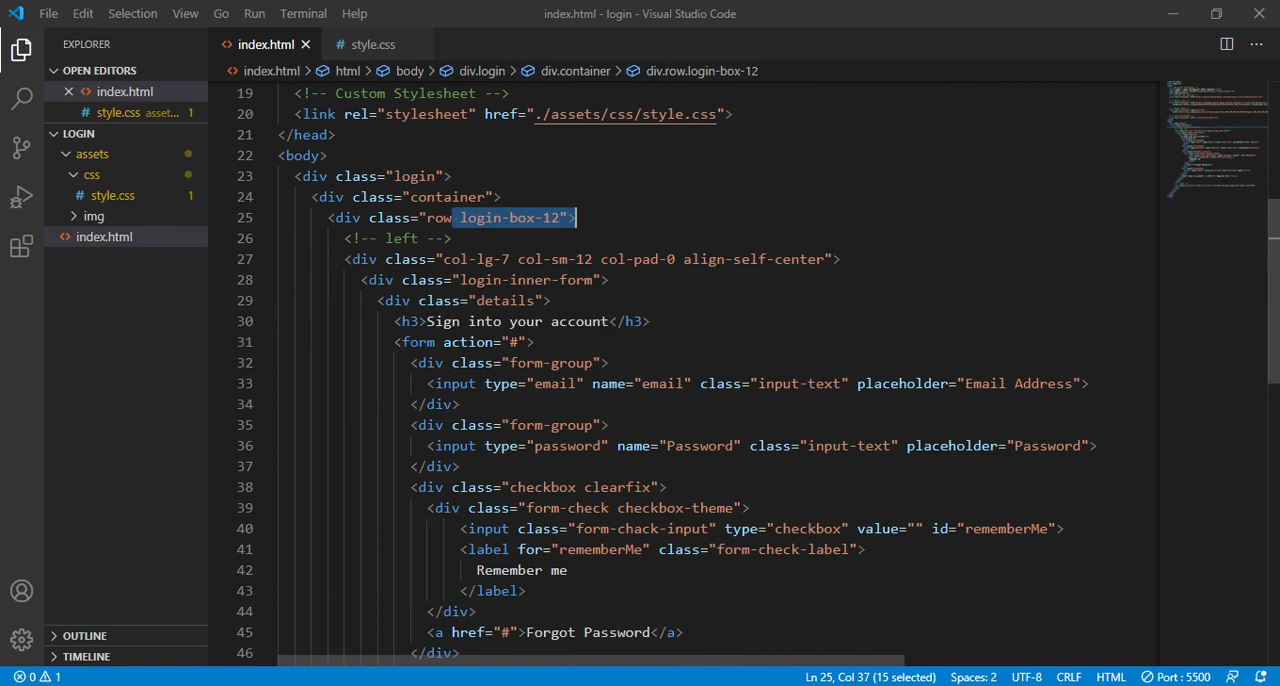 File Edit Selection View Go Run Terminal Help index.html - login - Visual Studio Code
EXPLORER
OPEN EDITORS
index.html
style.css asset... 1
LOGIN
assets
css
style.css 1
img
index.html
OUTLINE
TIMELINE
index.html style.css
index.html > html > body > div.login > div.container > div.row.login-box-12
19 <!-- Custom Stylesheet -->
20 <link rel="stylesheet" href="./assets/css/style.css">
21 </head>
22 <body>
23 <div class="login">
24 <div class="container">
25 <div class="row login-box-12">
26 <!-- left -->
27 <div class="col-lg-7 col-sm-12 col-pad-0 align-self-center">
28 <div class="login-inner-form">
29 <div class="details">
30 <h3>Sign into your account</h3>
31 <form action="#">
32 <div class="form-group">
33 <input type="email" name="email" class="input-text" placeholder="Email Address">
34 </div>
35 <div class="form-group">
36 <input type="password" name="Password" class="input-text" placeholder="Password">
37 </div>
38 <div class="checkbox clearfix">
39 <div class="form-check checkbox-theme">
40 <input class="form-chack-input" type="checkbox" value="" id="rememberMe">
41 <label for="rememberMe" class="form-check-label">
42 Remember me
43 </label>
44 </div>
45 <a href="#">Forgot Password</a>
46 </div>
0 1 Ln 25, Col 37 (15 selected) Spaces: 2 UTF-8 CRLF HTML Port : 5500